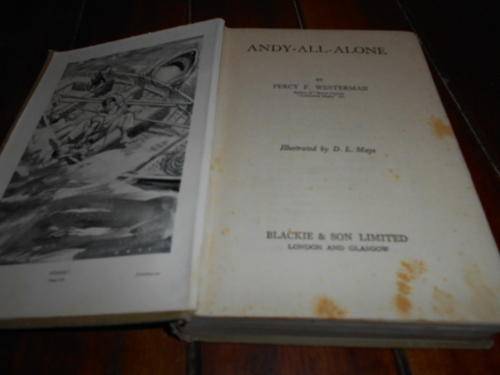 ANDY-ALL-ALONE
BY
PERCY F. WESTERMAN
Illustrated by D. L. Mays
BLACKIE & SON LIMITED
LONDON AND GLASGOW